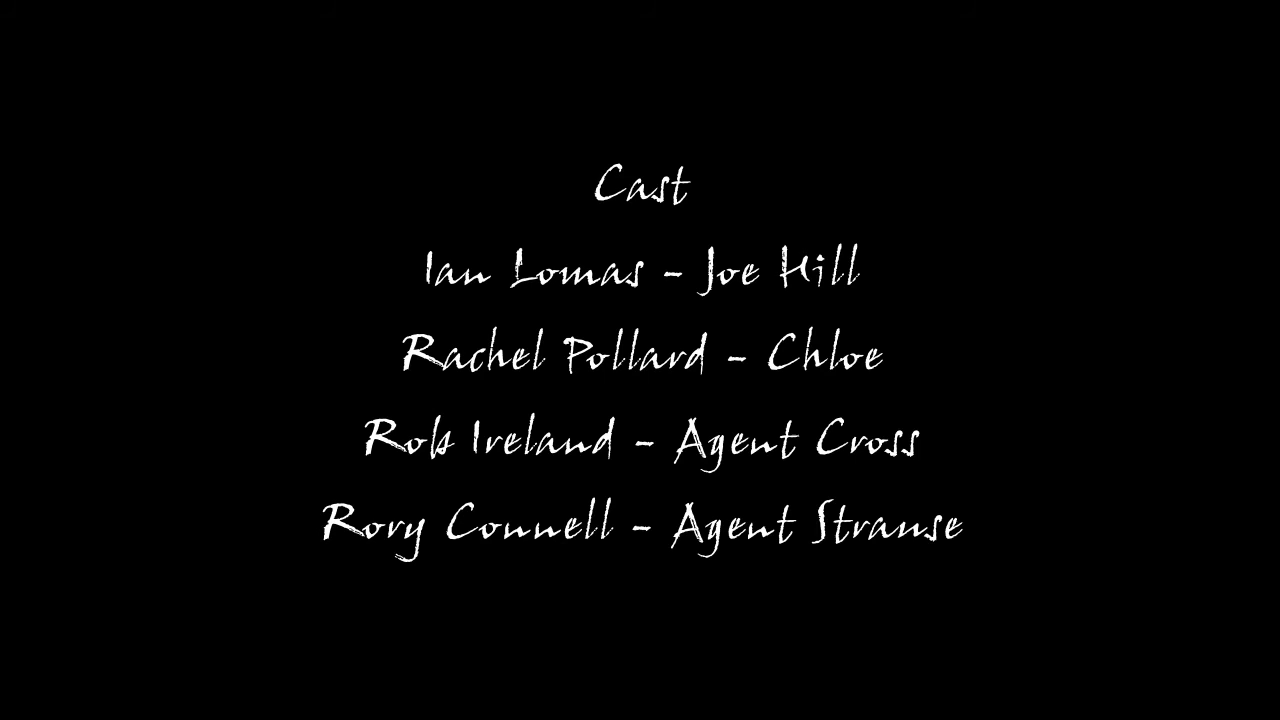 Cast
Ian Lomas - Joe Hill
Rachel Pollard - Chloe
Rob Ireland - Agent Cross
Rory Connell - Agent Strause